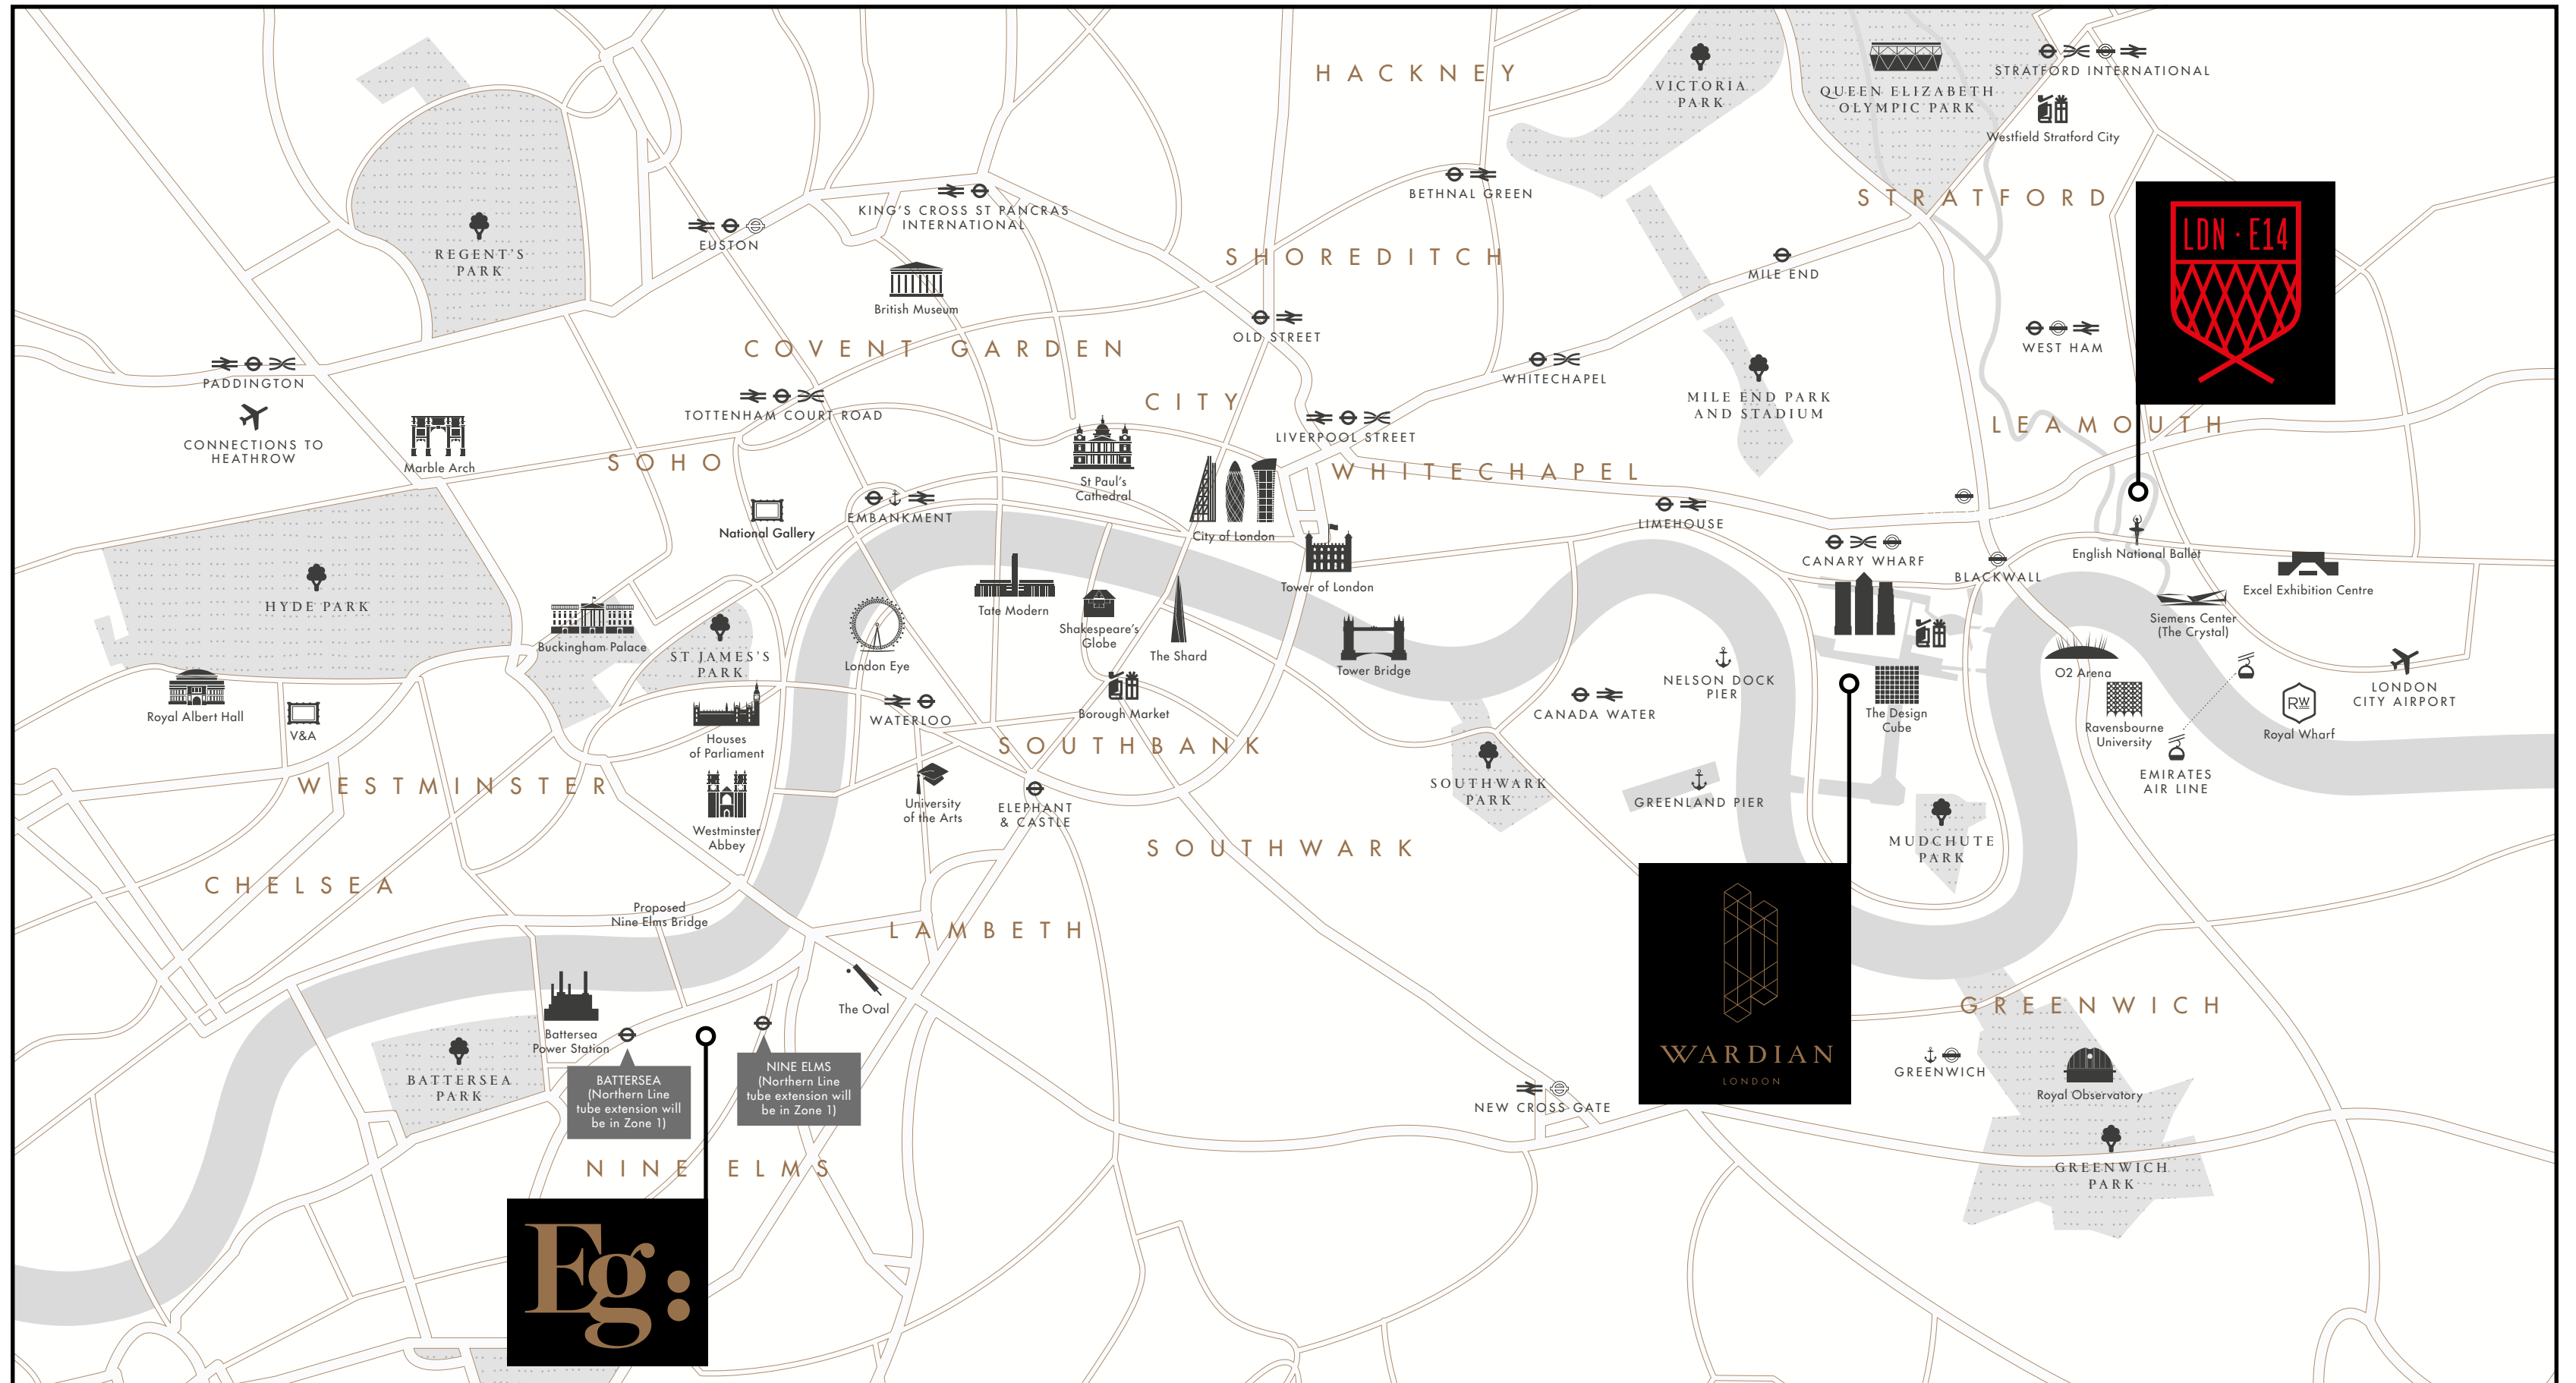 HACKNEY
VICTORIA
PARK
QUEEN ELIZABETH
OLYMPIC PARK
STRATFORD INTERNATIONAL
Westfield Stratford City
BETHNAL GREEN
STRATFORD
LDN · E14
KING'S CROSS ST PANCRAS
INTERNATIONAL
EUSTON
REGENT'S
PARK
SHOREDITCH
MILE END
British Museum
OLD STREET
WEST HAM
COVENT GARDEN
PADDINGTON
WHITECHAPEL
CITY
MILE END PARK
AND STADIUM
TOTTENHAM COURT ROAD
LEAMOUTH
CONNECTIONS TO
HEATHROW
LIVERPOOL STREET
Marble Arch
SOHO
WHITECHAPEL
St Paul's
Cathedral
EMBANKMENT
National Gallery
City of London
LIMEHOUSE
CANARY WHARF
English National Ballet
BLACKWALL
Tower of London
Excel Exhibition Centre
HYDE PARK
Tate Modern
Shakespeare's
Globe
Siemens Center
(The Crystal)
Buckingham Palace
ST JAMES'S
PARK
London Eye
The Shard
Tower Bridge
O2 Arena
NELSON DOCK
PIER
LONDON
CITY AIRPORT
Royal Albert Hall
V&A
WATERLOO
Borough Market
CANADA WATER
The Design
Cube
Ravensbourne
University
RW
Royal Wharf
Houses
of Parliament
SOUTHBANK
EMIRATES
AIR LINE
WESTMINSTER
SOUTHWARK
PARK
GREENLAND PIER
University
of the Arts
ELEPHANT
& CASTLE
Westminster
Abbey
MUDCHUTE
PARK
SOUTHWARK
CHELSEA
Proposed
Nine Elms Bridge
LAMBETH
The Oval
GREENWICH
Battersea
Power Station
WARDIAN
LONDON
BATTERSEA
PARK
BATTERSEA
(Northern Line
tube extension will
be in Zone 1)
NINE ELMS
(Northern Line
tube extension will
be in Zone 1)
GREENWICH
Royal Observatory
NEW CROSS GATE
NINE ELMS
GREENWICH
PARK
Eg: